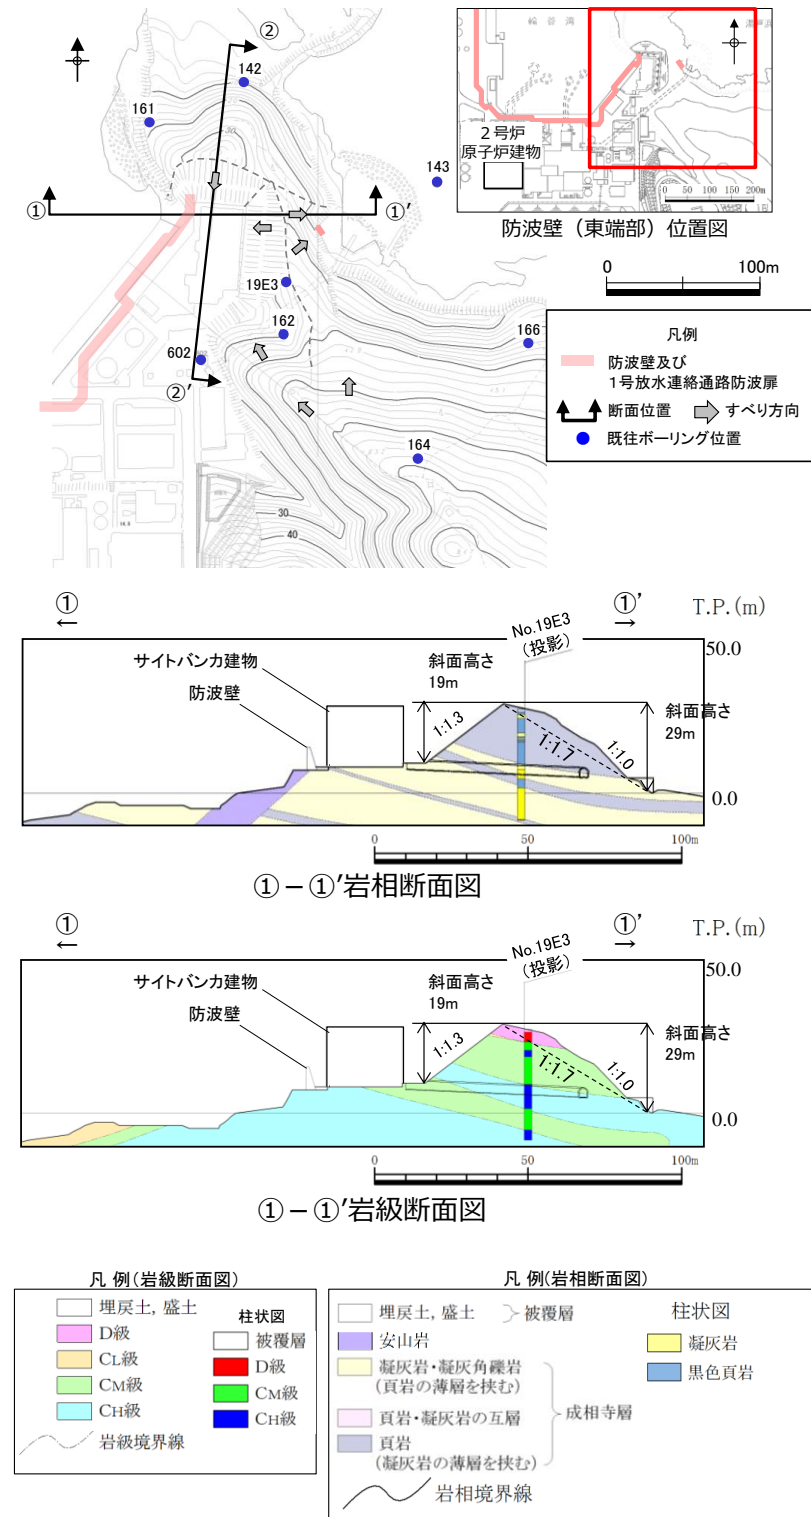 ②
142
161
30
①
①’
143
19E3
162
602
②’
166
164
30
40
輪谷湾
２号炉
原子炉建物
0 50 100 150 200m
防波壁（東端部）位置図
0 100m
凡例
防波壁及び
１号放水連絡通路防波扉
断面位置 すべり方向
既往ボーリング位置
① ①’ T.P.(m)
← →
No.19E3
(投影)
50.0
サイトバンカ建物
防波壁
斜面高さ
19m
1:1.3
1:1.7
1:1.0
斜面高さ
29m
0.0
0 50 100m
①－①’岩相断面図
① ①’ T.P.(m)
← →
No.19E3
(投影)
50.0
サイトバンカ建物
防波壁
斜面高さ
19m
1:1.3
1:1.7
1:1.0
斜面高さ
29m
0.0
0 50 100m
①－①’岩級断面図
凡 例(岩級断面図)
埋戻土, 盛土
D級
CL級
CM級
CH級
岩級境界線
柱状図
被覆層
D級
CM級
CH級
凡 例(岩相断面図)
埋戻土, 盛土 被覆層
安山岩
凝灰岩・凝灰角礫岩
(頁岩の薄層を挟む)
頁岩・凝灰岩の互層
成相寺層
頁岩
(凝灰岩の薄層を挟む)
岩相境界線
柱状図
凝灰岩
黒色頁岩